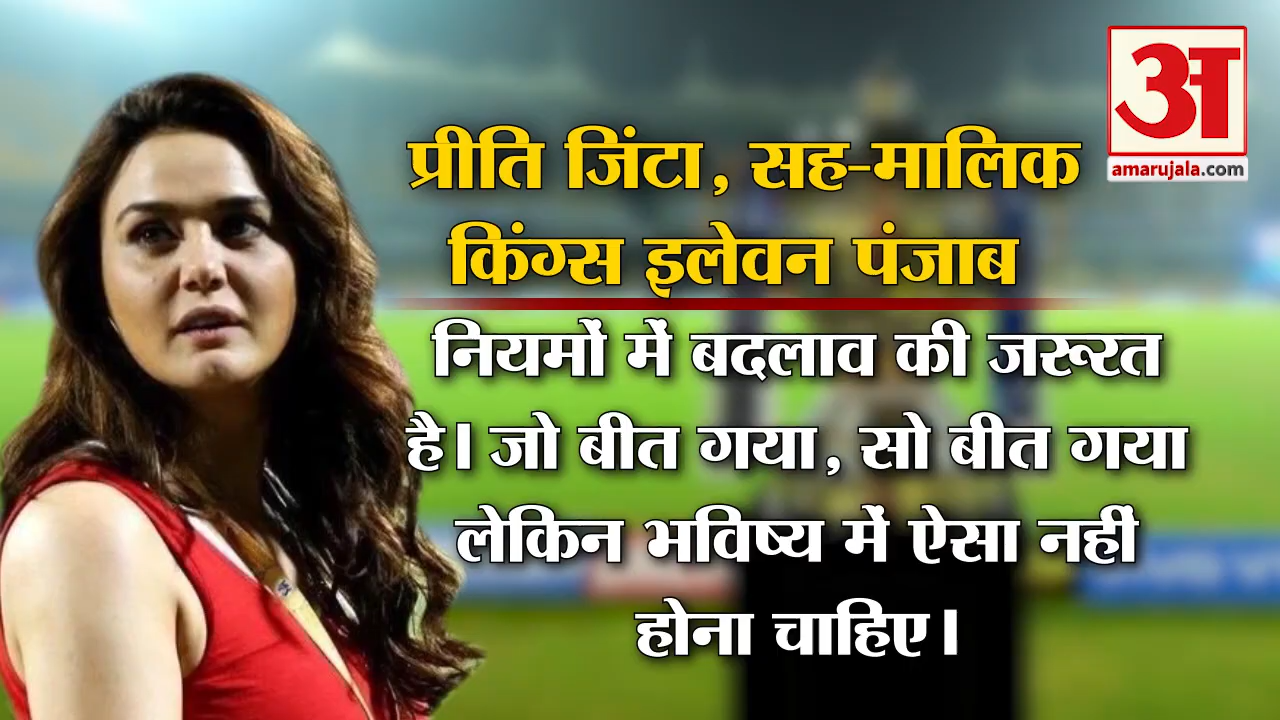 अ
amarujala.com
प्रीति जिंटा, सह-मालिक
किंग्स इलेवन पंजाब
नियमों में बदलाव की जरूरत
है। जो बीत गया, सो बीत गया
लेकिन भविष्य में ऐसा नहीं
होना चाहिए।